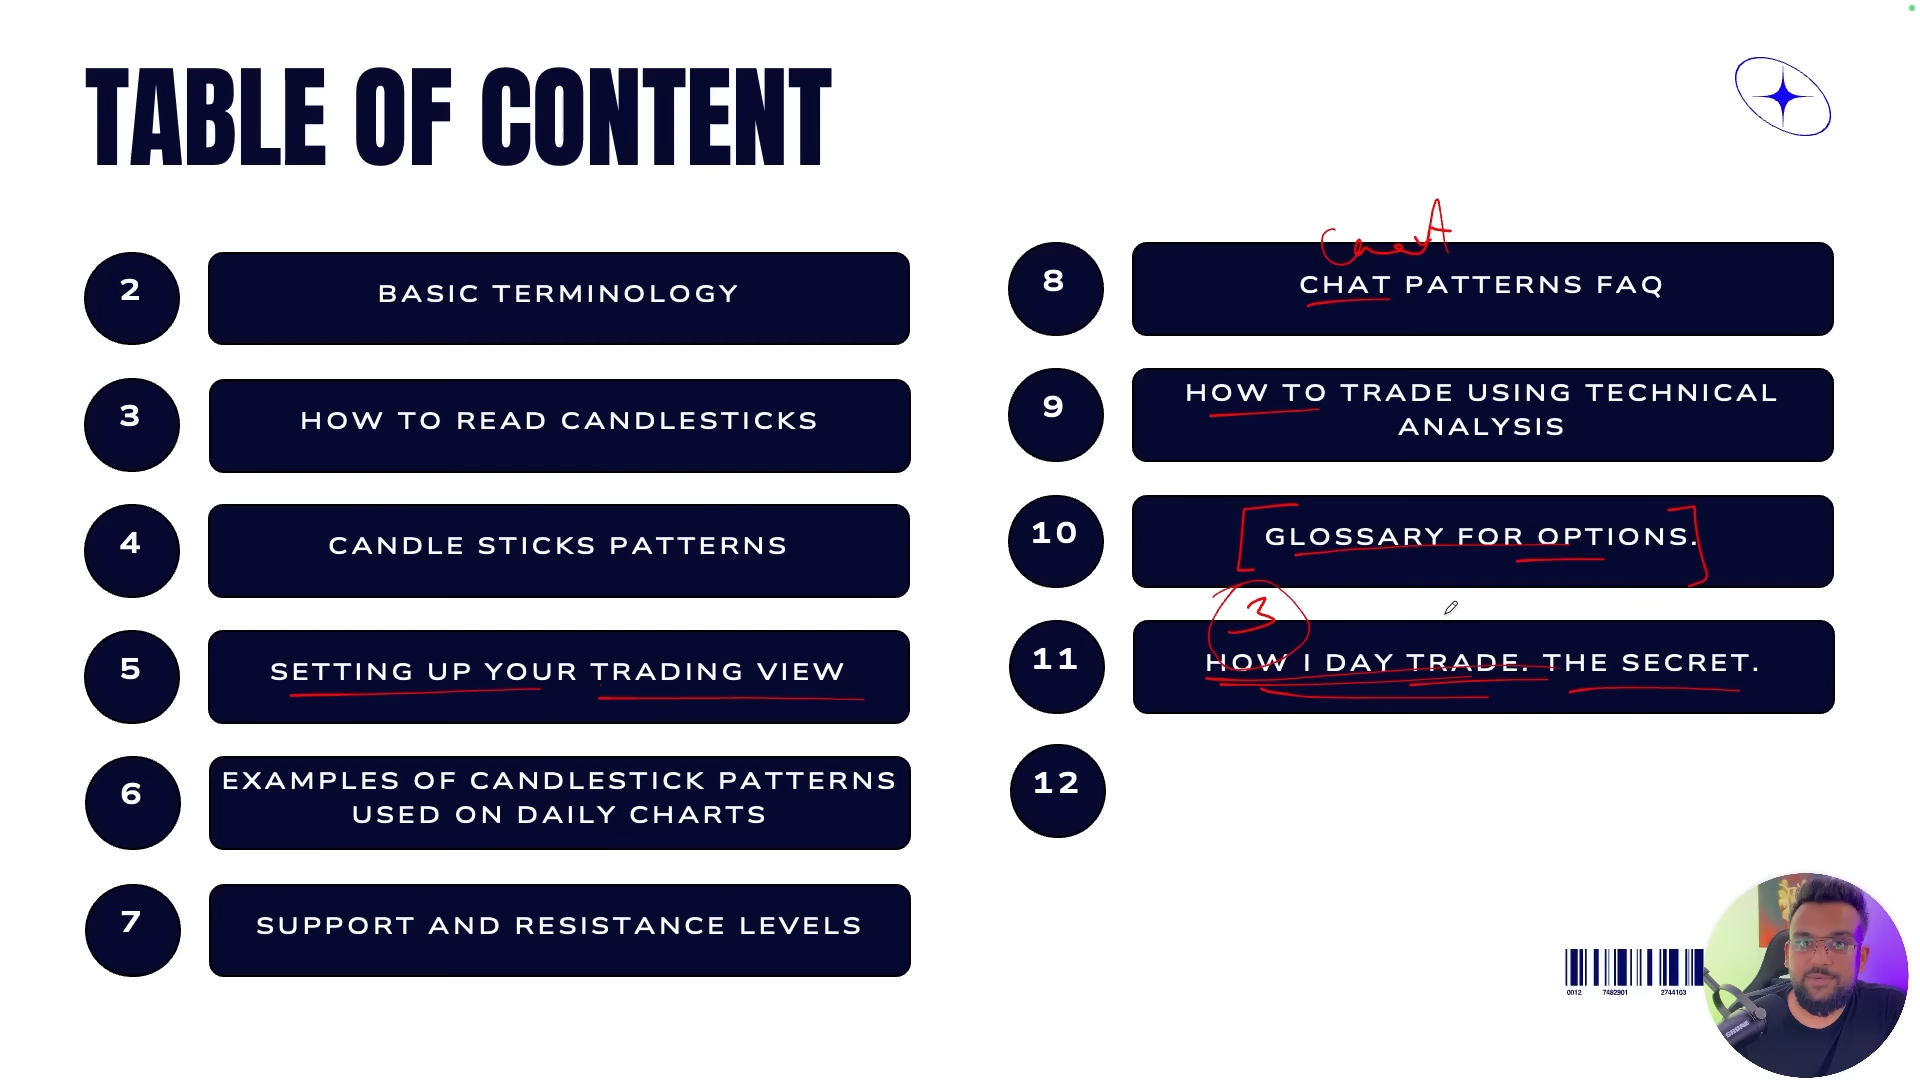 TABLE OF CONTENT
2
BASIC TERMINOLOGY
3
HOW TO READ CANDLESTICKS
4
CANDLE STICKS PATTERNS
5
SETTING UP YOUR TRADING VIEW
6
EXAMPLES OF CANDLESTICK PATTERNS
USED ON DAILY CHARTS
7
SUPPORT AND RESISTANCE LEVELS
8
CHAT PATTERNS FAQ
9
HOW TO TRADE USING TECHNICAL
ANALYSIS
10
GLOSSARY FOR OPTIONS.
3
11
HOW I DAY TRADE. THE SECRET.
12
0012 7482901 2744103